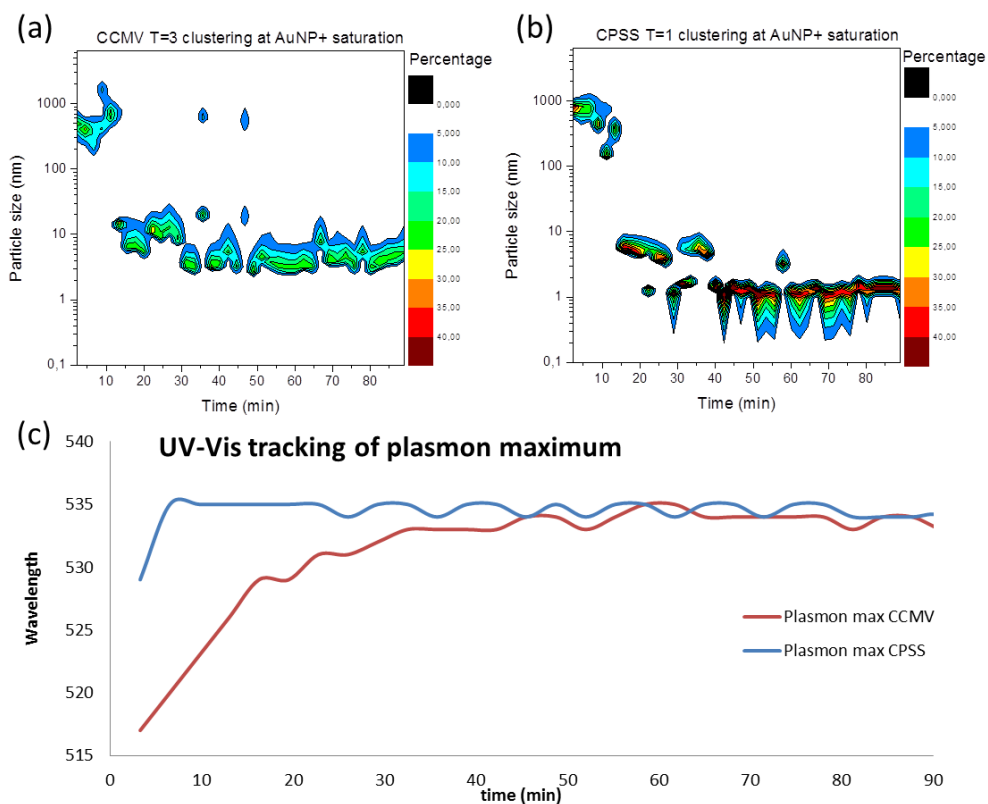 (a)
CCMV T=3 clustering at AuNP+ saturation
Percentage
0,000
5,000
10,00
15,00
20,00
25,00
30,00
35,00
40,00
1000
100
10
1
0,1
Particle size (nm)
10 20 30 40 50 60 70 80
Time (min)
(b)
CPSS T=1 clustering at AuNP+ saturation
Percentage
0,000
5,000
10,00
15,00
20,00
25,00
30,00
35,00
40,00
1000
100
10
1
0,1
Particle size (nm)
10 20 30 40 50 60 70 80
Time (min)
(c)
UV-Vis tracking of plasmon maximum
540
535
530
525
520
515
Wavelength
Plasmon max CCMV
Plasmon max CPSS
0 10 20 30 40 50 60 70 80 90
time (min)